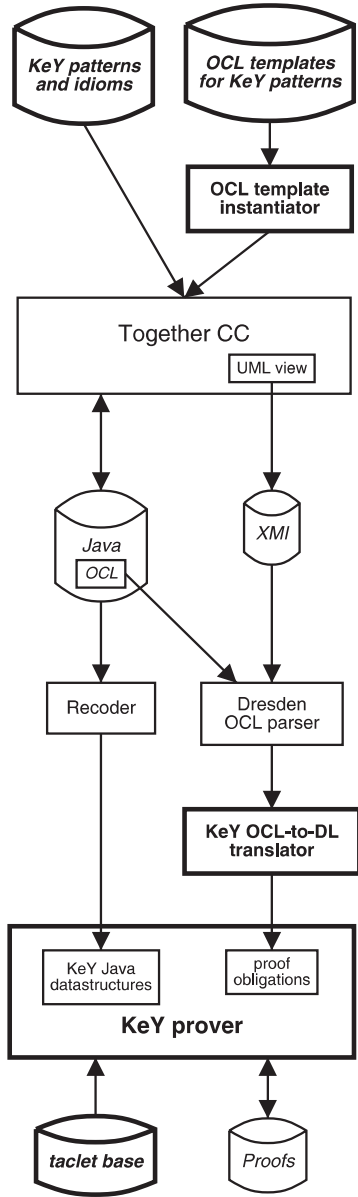 KeY patterns
and idioms
OCL templates
for KeY patterns
OCL template
instantiator
Together CC
UML view
Java
OCL
XMI
Recoder
Dresden
OCL parser
KeY OCL-to-DL
translator
KeY Java
datastructures
proof
obligations
KeY prover
taclet base
Proofs